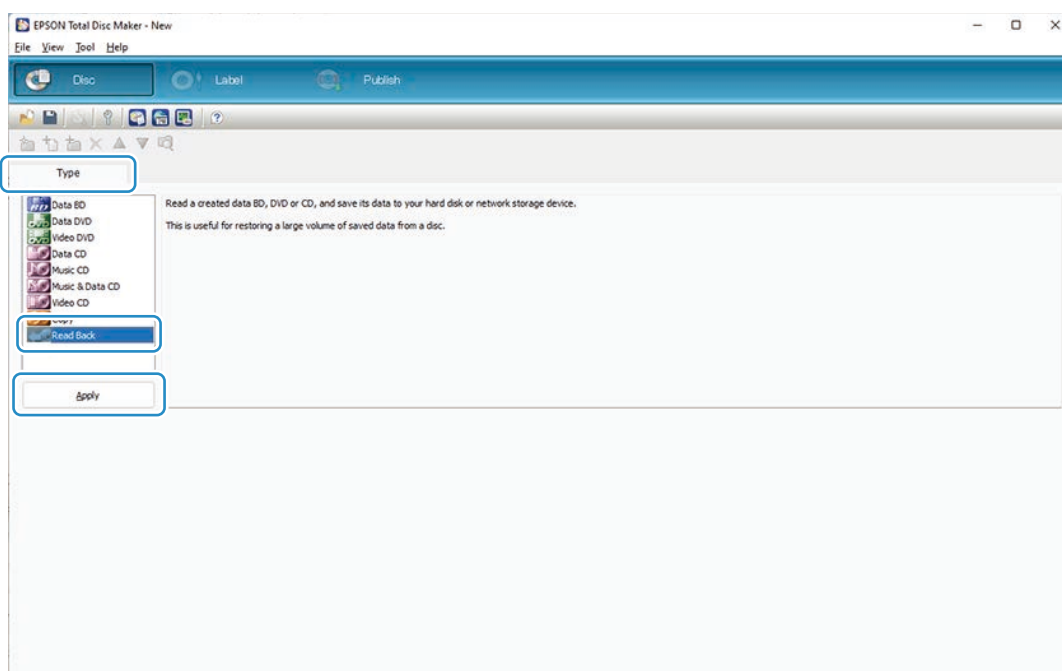 EPSON Total Disc Maker - New
File View Tool Help
Disc Label Publish
Type
Data BD
Data DVD
Video DVD
Data CD
Music CD
Music & Data CD
Video CD
Copy
Read Back
Apply
Read a created data BD, DVD or CD, and save its data to your hard disk or network storage device.
This is useful for restoring a large volume of saved data from a disc.